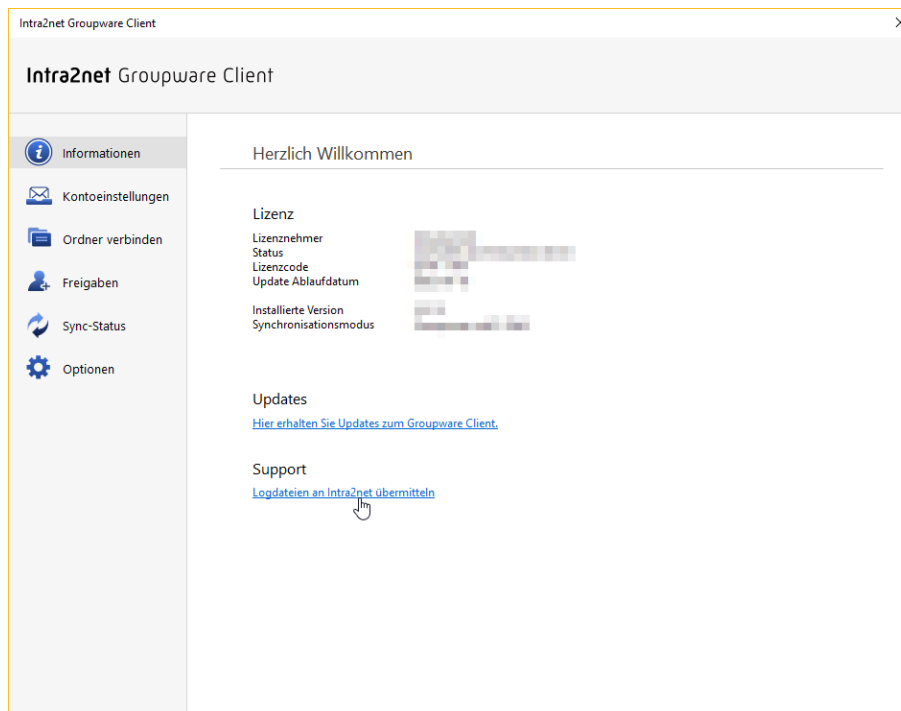 Intra2net Groupware Client
Intra2net Groupware Client
Informationen
Kontoeinstellungen
Ordner verbinden
Freigaben
Sync-Status
Optionen
Herzlich Willkommen
Lizenz
Lizenznehmer
Status
Lizenzcode
Update Ablaufdatum
Installierte Version
Synchronisationsmodus
Updates
Hier erhalten Sie Updates zum Groupware Client.
Support
Logdateien an Intra2net übermitteln